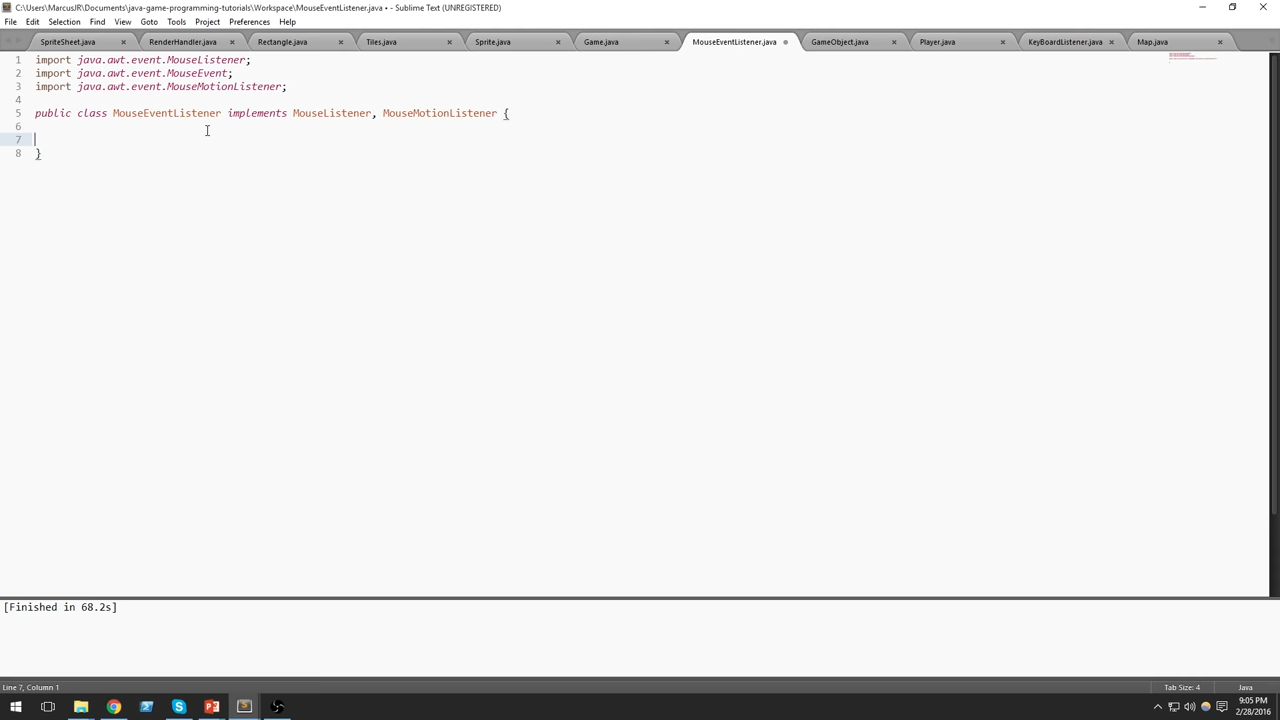 C:\Users\MarcusJR\Documents\java-game-programming-tutorials\Workspace\MouseEventListener.java • - Sublime Text (UNREGISTERED)
File Edit Selection Find View Goto Tools Project Preferences Help
SpriteSheet.java RenderHandler.java Rectangle.java Tiles.java Sprite.java Game.java MouseEventListener.java GameObject.java Player.java KeyBoardListener.java Map.java
1 import java.awt.event.MouseListener;
2 import java.awt.event.MouseEvent;
3 import java.awt.event.MouseMotionListener;
4
5 public class MouseEventListener implements MouseListener, MouseMotionListener {
6
7
8 }
[Finished in 68.2s]
Line 7, Column 1 Tab Size: 4 Java
9:05 PM
2/28/2016